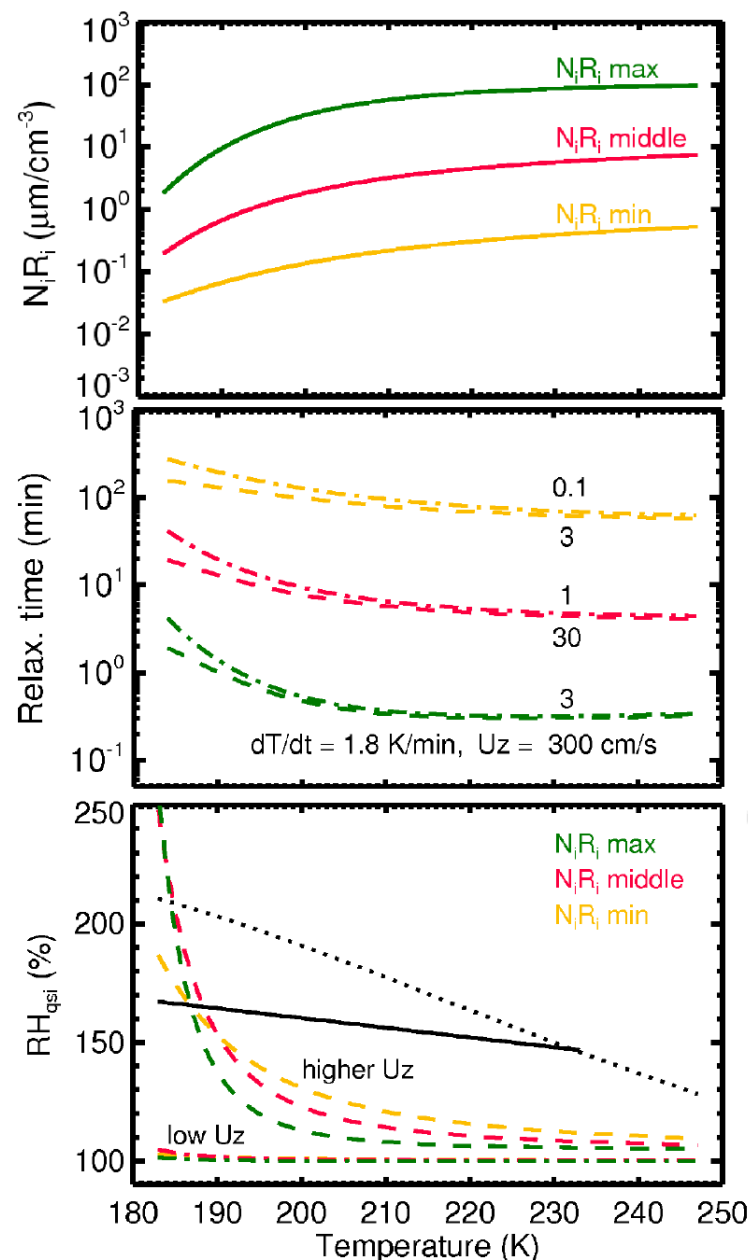 10³
10²
10¹
10⁰
10⁻¹
10⁻²
10⁻³
NᵢRᵢ (µm/cm⁻³)
NᵢRᵢ max
NᵢRᵢ middle
NᵢRᵢ min
10³
10²
10¹
10⁰
10⁻¹
Relax. time (min)
0.1
3
1
30
3
dT/dt = 1.8 K/min, Uz = 300 cm/s
250
200
150
100
RH_qsi (%)
NᵢRᵢ max
NᵢRᵢ middle
NᵢRᵢ min
higher Uz
low Uz
180 190 200 210 220 230 240 250
Temperature (K)